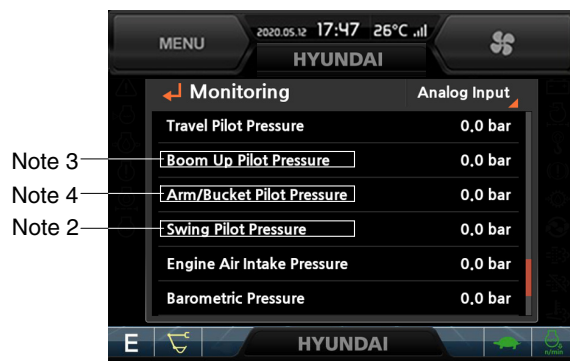 MENU
2020.05.12 17:47 26°C
HYUNDAI
Monitoring Analog Input
Travel Pilot Pressure 0.0 bar
Note 3 Boom Up Pilot Pressure 0.0 bar
Note 4 Arm/Bucket Pilot Pressure 0.0 bar
Note 2 Swing Pilot Pressure 0.0 bar
Engine Air Intake Pressure 0.0 bar
Barometric Pressure 0.0 bar
E HYUNDAI n/min